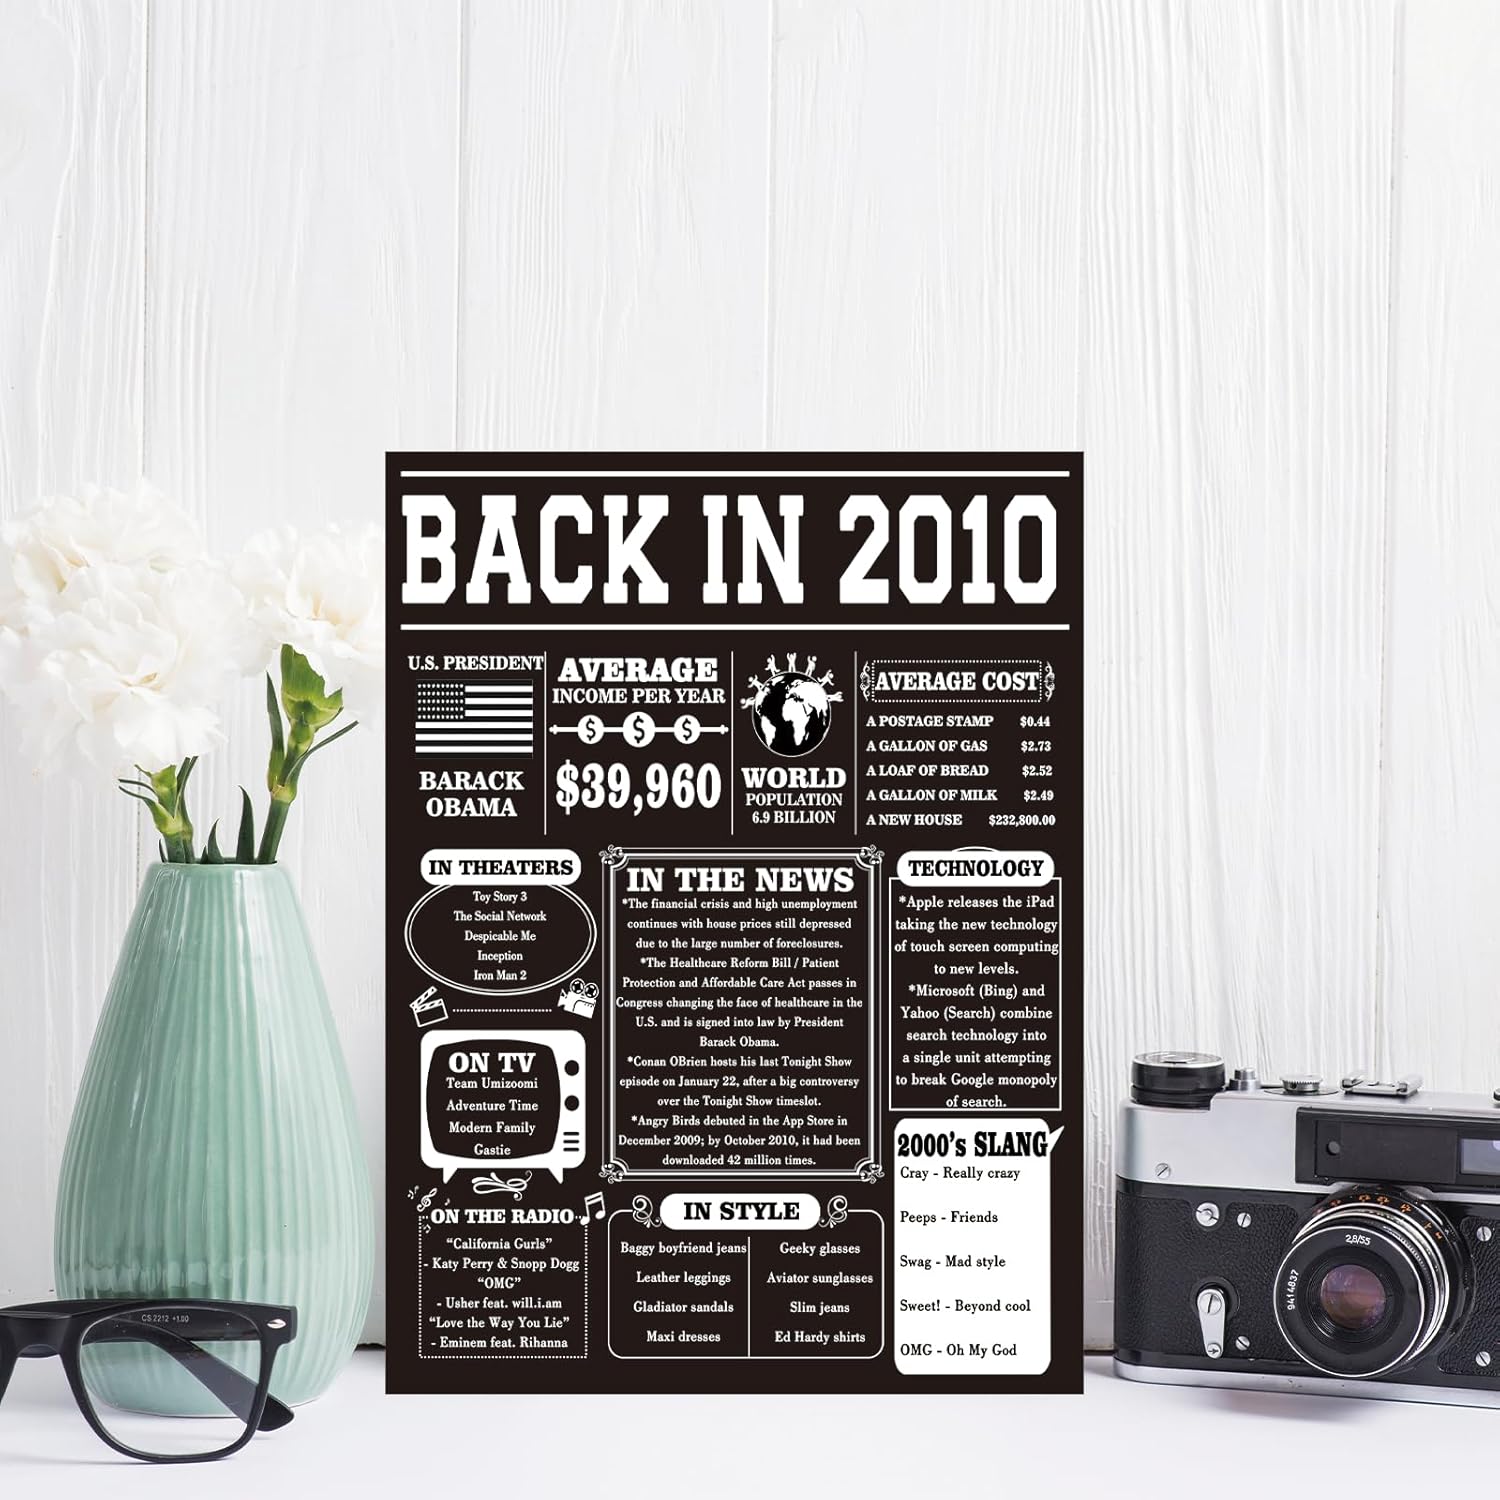 BACK IN 2010
U.S. PRESIDENT
BARACK
OBAMA
AVERAGE
INCOME PER YEAR
$ $ $
$39,960
WORLD
POPULATION
6.9 BILLION
AVERAGE COST
A POSTAGE STAMP $0.44
A GALLON OF GAS $2.73
A LOAF OF BREAD $2.52
A GALLON OF MILK $2.49
A NEW HOUSE $232,800.00
IN THEATERS
Toy Story 3
The Social Network
Despicable Me
Inception
Iron Man 2
ON TV
Team Umizoomi
Adventure Time
Modern Family
Gastie
ON THE RADIO
“California Gurls”
- Katy Perry & Snopp Dogg
“OMG”
- Usher feat. will.i.am
“Love the Way You Lie”
- Eminem feat. Rihanna
IN THE NEWS
*The financial crisis and high unemployment
continues with house prices still depressed
due to the large number of foreclosures.
*The Healthcare Reform Bill / Patient
Protection and Affordable Care Act passes in
Congress changing the face of healthcare in the
U.S. and is signed into law by President
Barack Obama.
*Conan OBrien hosts his last Tonight Show
episode on January 22, after a big controversy
over the Tonight Show timeslot.
*Angry Birds debuted in the App Store in
December 2009; by October 2010, it had been
downloaded 42 million times.
IN STYLE
Baggy boyfriend jeans
Leather leggings
Gladiator sandals
Maxi dresses
Geeky glasses
Aviator sunglasses
Slim jeans
Ed Hardy shirts
TECHNOLOGY
*Apple releases the iPad
taking the new technology
of touch screen computing
to new levels.
*Microsoft (Bing) and
Yahoo (Search) combine
search technology into
a single unit attempting
to break Google monopoly
of search.
2000's SLANG
Cray - Really crazy
Peeps - Friends
Swag - Mad style
Sweet! - Beyond cool
OMG - Oh My God
CS 2212 +1.00
2,8/55
9414837